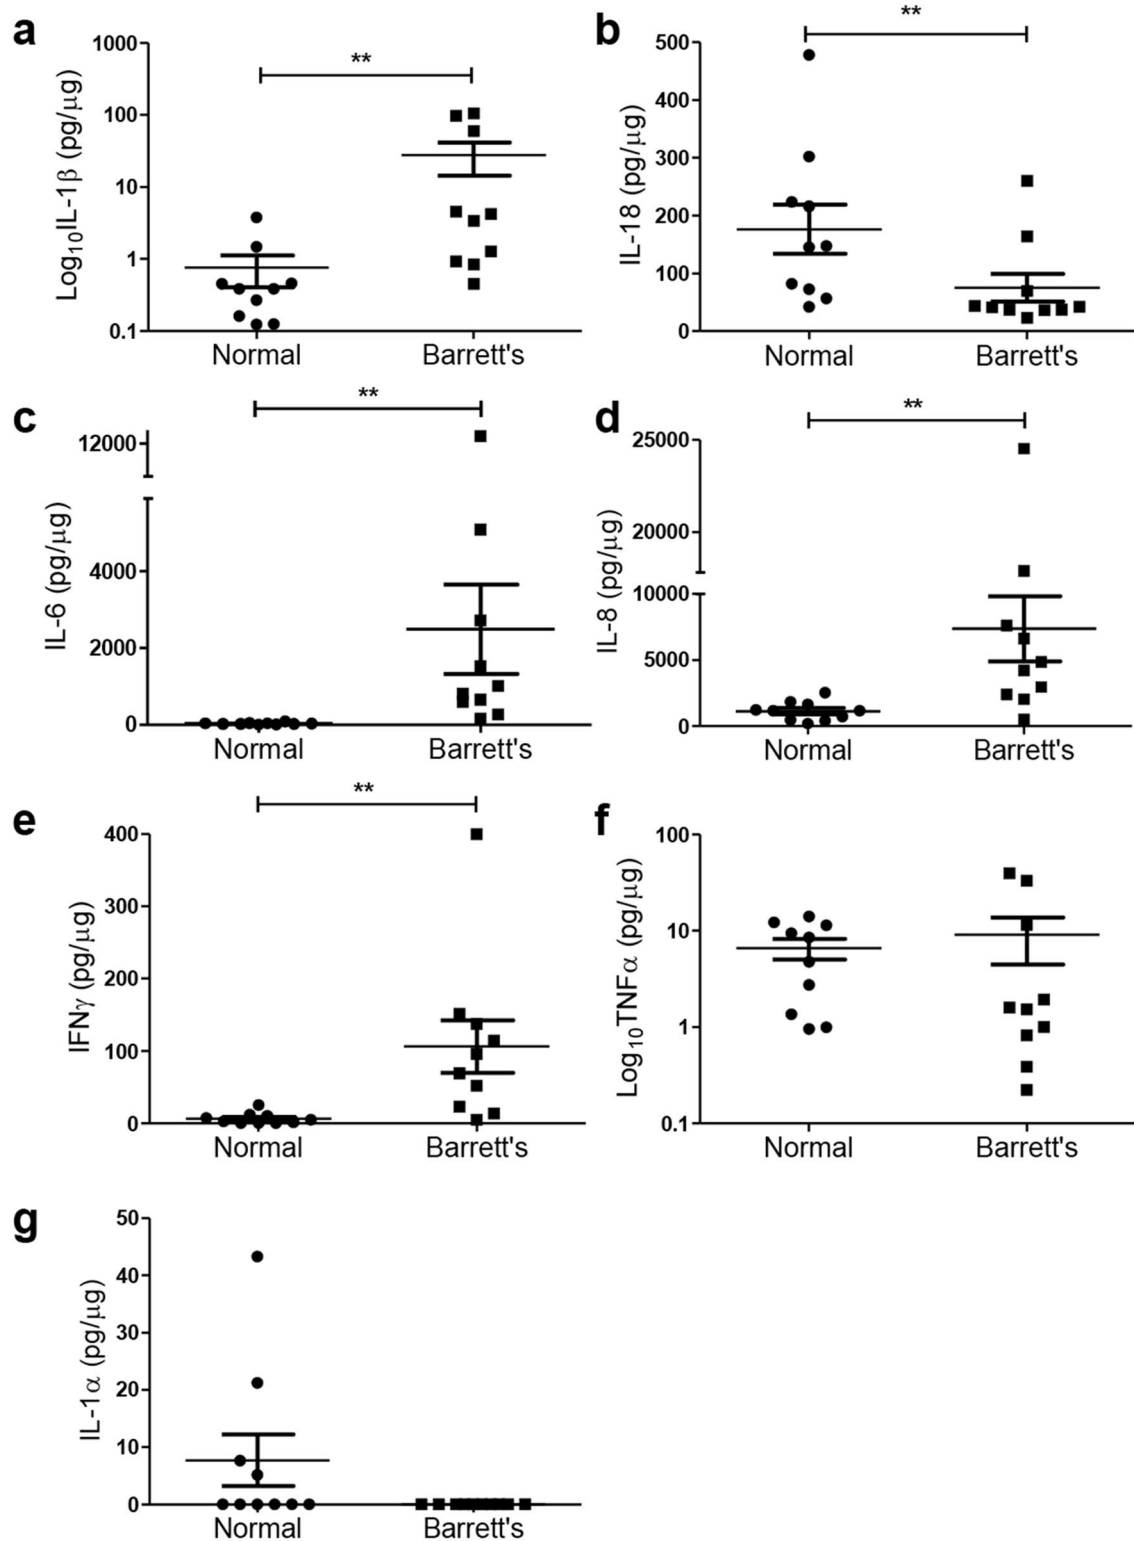 a
Log10IL-1β (pg/μg)
1000
100
10
1
0.1
**
Normal
Barrett's
b
IL-18 (pg/μg)
500
400
300
200
100
0
**
Normal
Barrett's
c
IL-6 (pg/μg)
12000
4000
2000
0
**
Normal
Barrett's
d
IL-8 (pg/μg)
25000
20000
10000
5000
0
**
Normal
Barrett's
e
IFNγ (pg/μg)
400
300
200
100
0
**
Normal
Barrett's
f
Log10TNFα (pg/μg)
100
10
1
0.1
Normal
Barrett's
g
IL-1α (pg/μg)
50
40
30
20
10
0
Normal
Barrett's